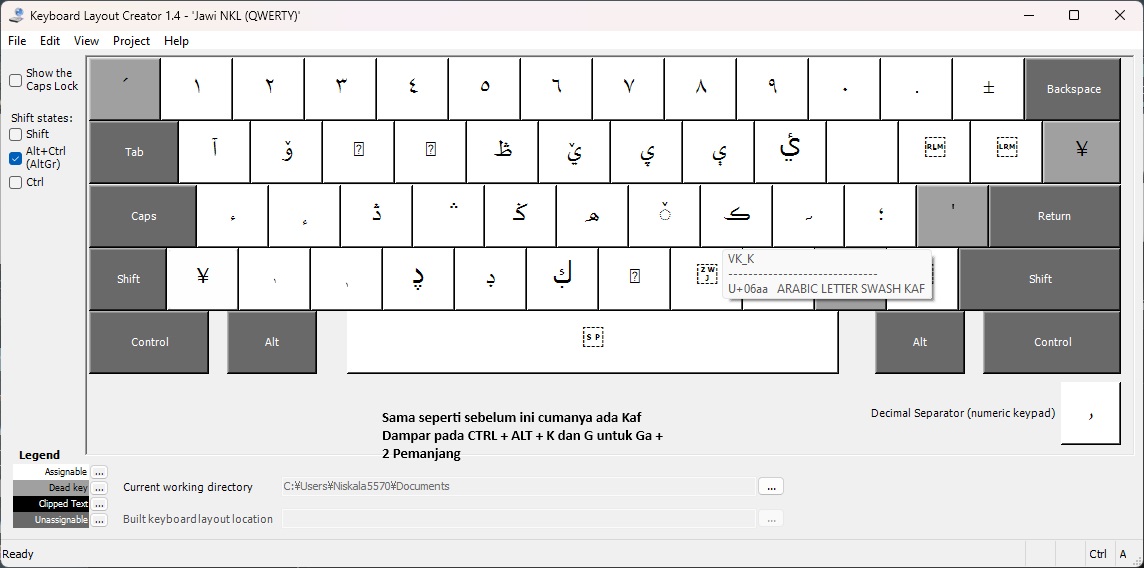 Keyboard Layout Creator 1.4 - 'Jawi NKL (QWERTY)'
File Edit View Project Help
Show the
Caps Lock
Shift states:
Shift
Alt+Ctrl
(AltGr)
Ctrl
´ ١ ٢ ٣ ٤ ٥ ٦ ٧ ٨ ٩ ٠ . ± Backspace
Tab آ RLM LRM ¥
Caps ھ ڪ ؛ ' Return
Shift ¥ ZWJ Shift
VK_K
------------------------------
U+06aa ARABIC LETTER SWASH KAF
Control Alt SP Alt Control
Decimal Separator (numeric keypad) ,
Sama seperti sebelum ini cumanya ada Kaf
Dampar pada CTRL + ALT + K dan G untuk Ga +
2 Pemanjang
Legend
Assignable ...
Dead key ...
Clipped Text ...
Unassignable ...
Current working directory C:¥Users¥Niskala5570¥Documents ...
Built keyboard layout location ...
Ready Ctrl A